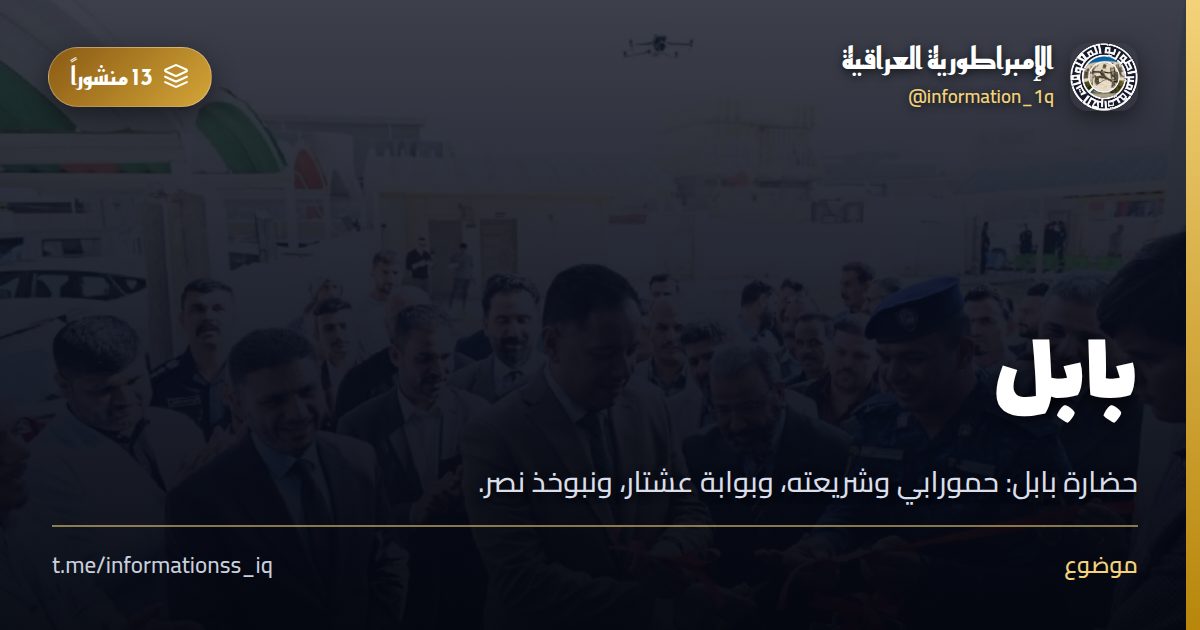 الإمبراطورية العراقية
@information_1q
13 منشوراً
بابل
حضارة بابل: حمورابي وشريعته، وبوابة عشتار، ونبوخذ نصر.
موضوع
t.me/informationss_iq